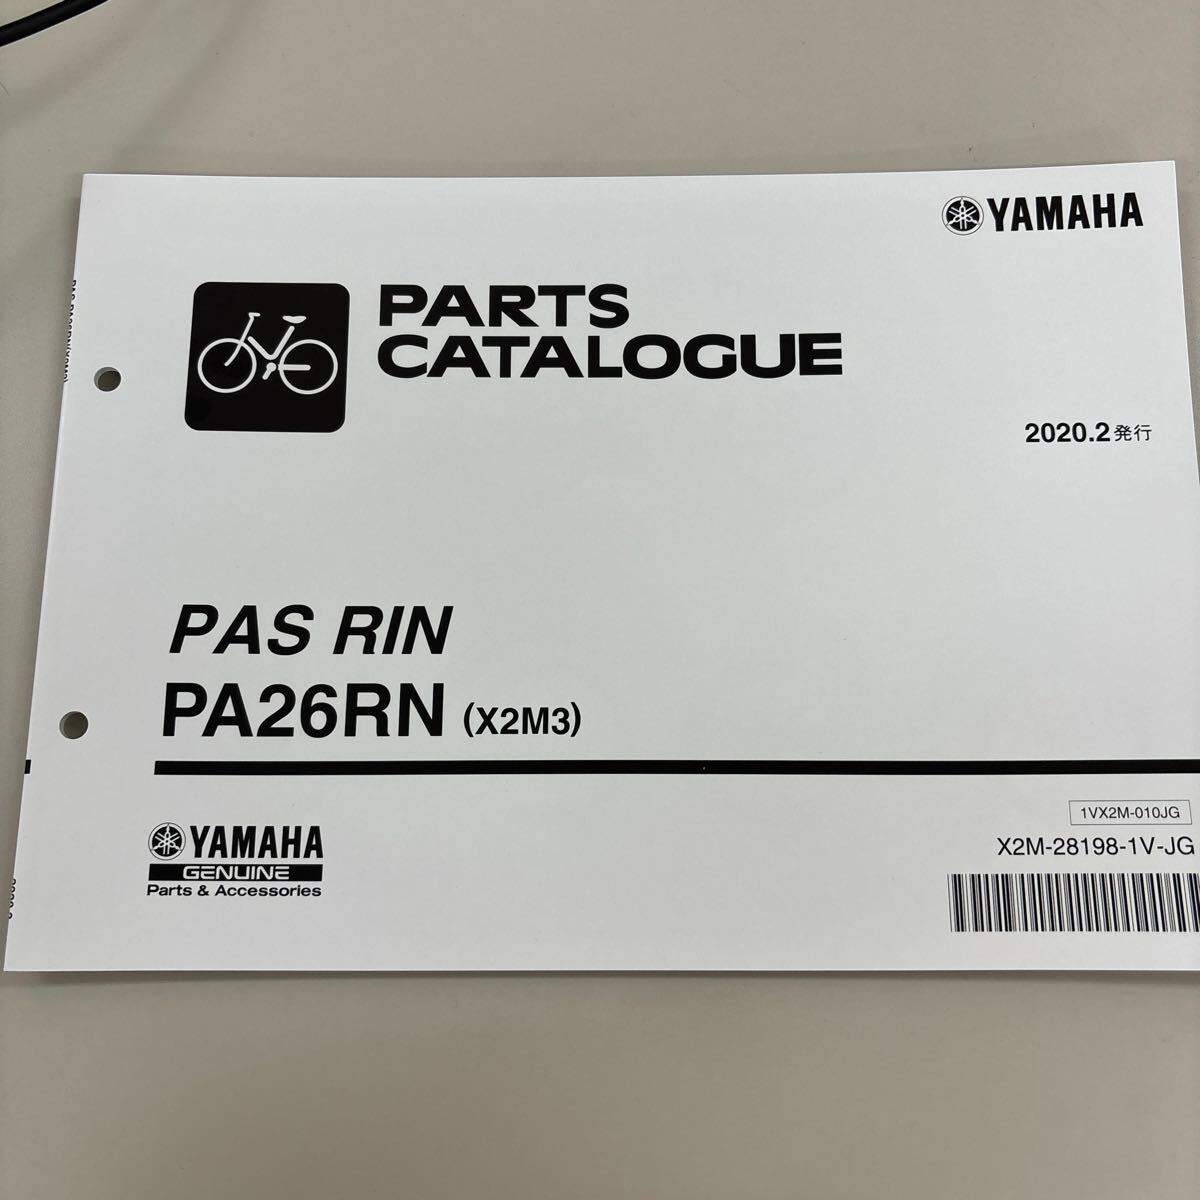 YAMAHA
PARTS
CATALOGUE
2020.2発行
PAS RIN
PA26RN (X2M3)
YAMAHA
GENUINE
Parts & Accessories
1VX2M-010JG
X2M-28198-1V-JG